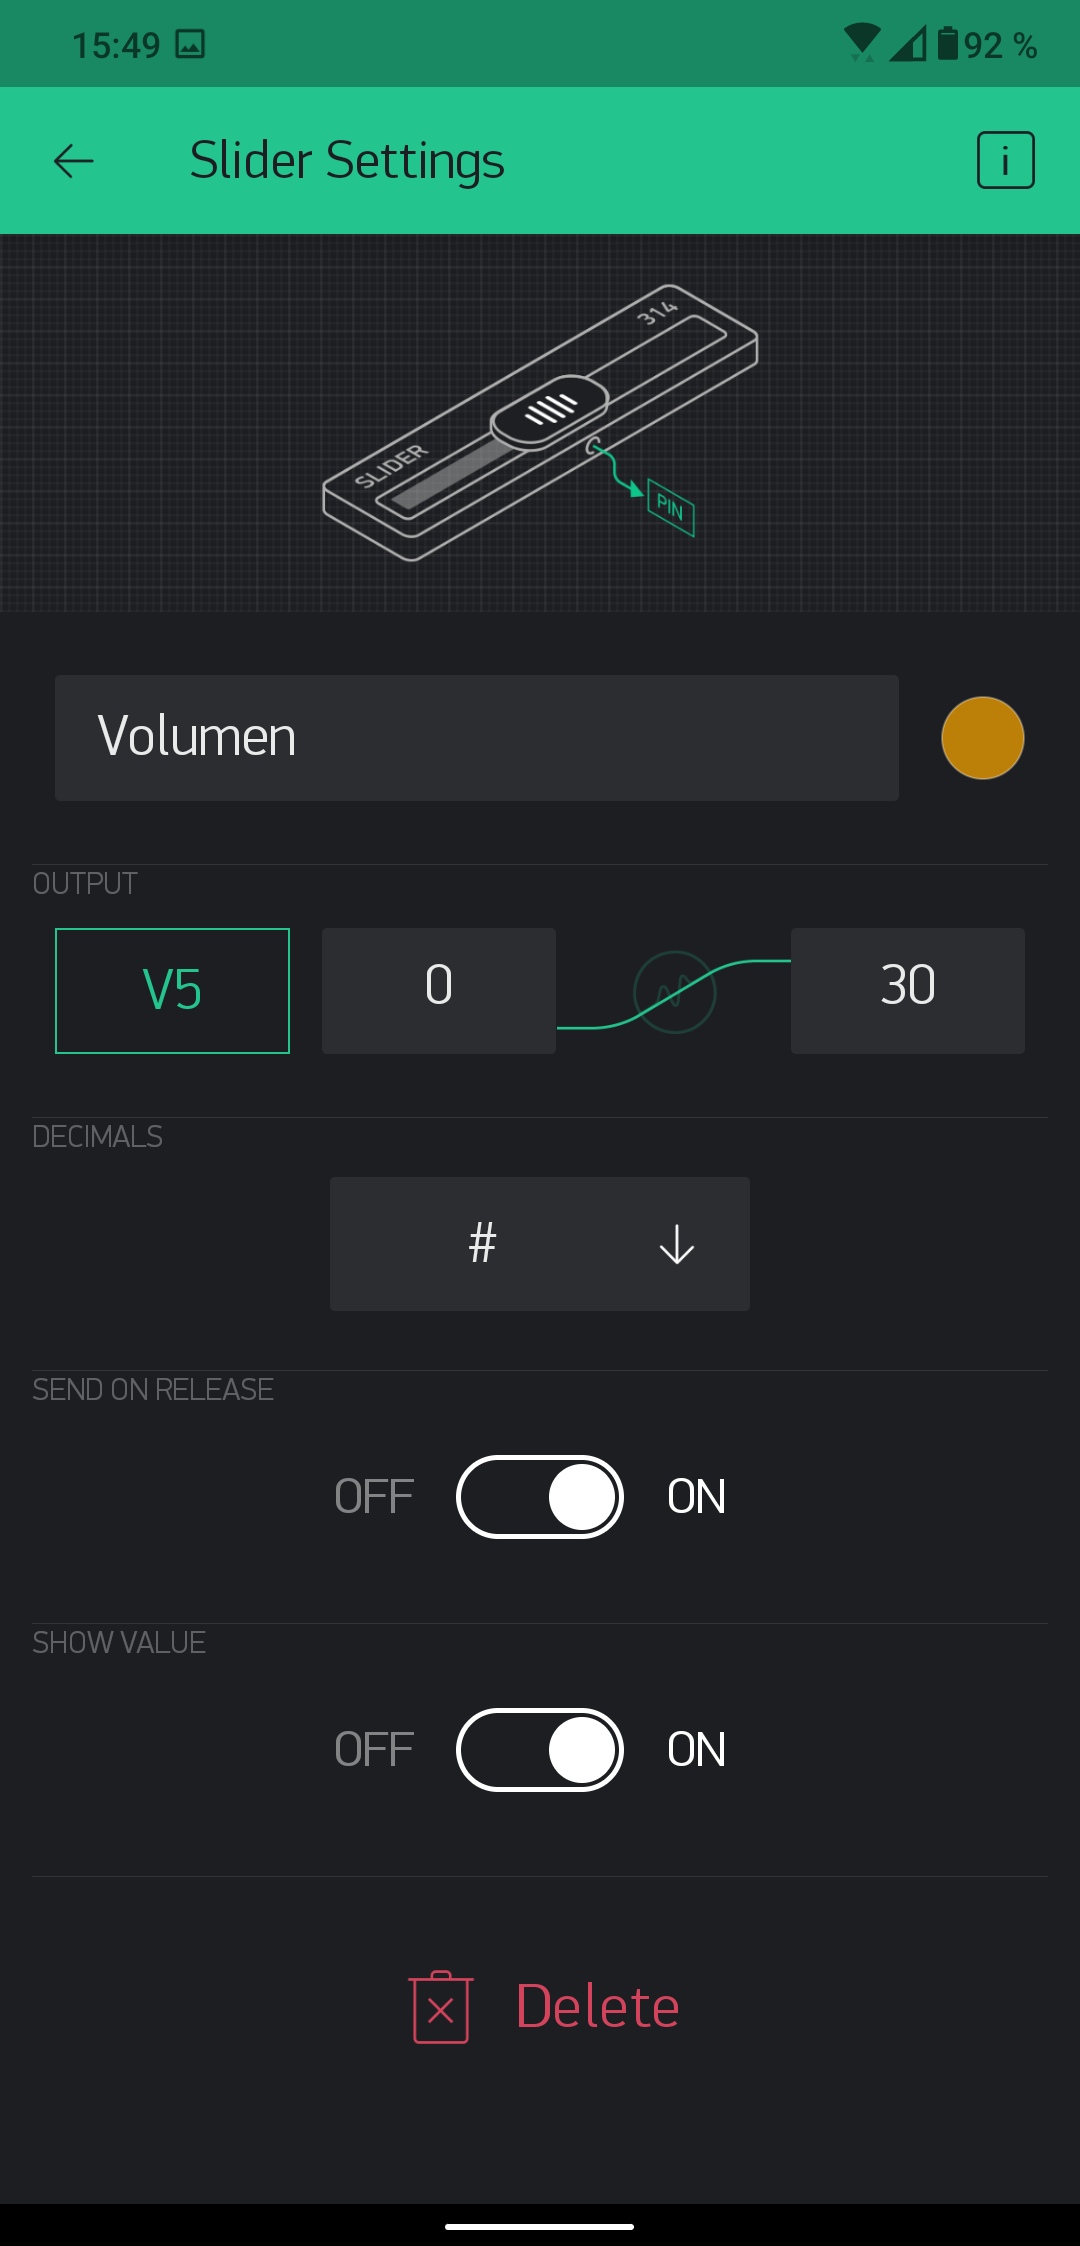 15:49 92 %
Slider Settings i
314
SLIDER
PIN
Volumen
OUTPUT
V5 0 30
DECIMALS
#
SEND ON RELEASE
OFF ON
SHOW VALUE
OFF ON
Delete